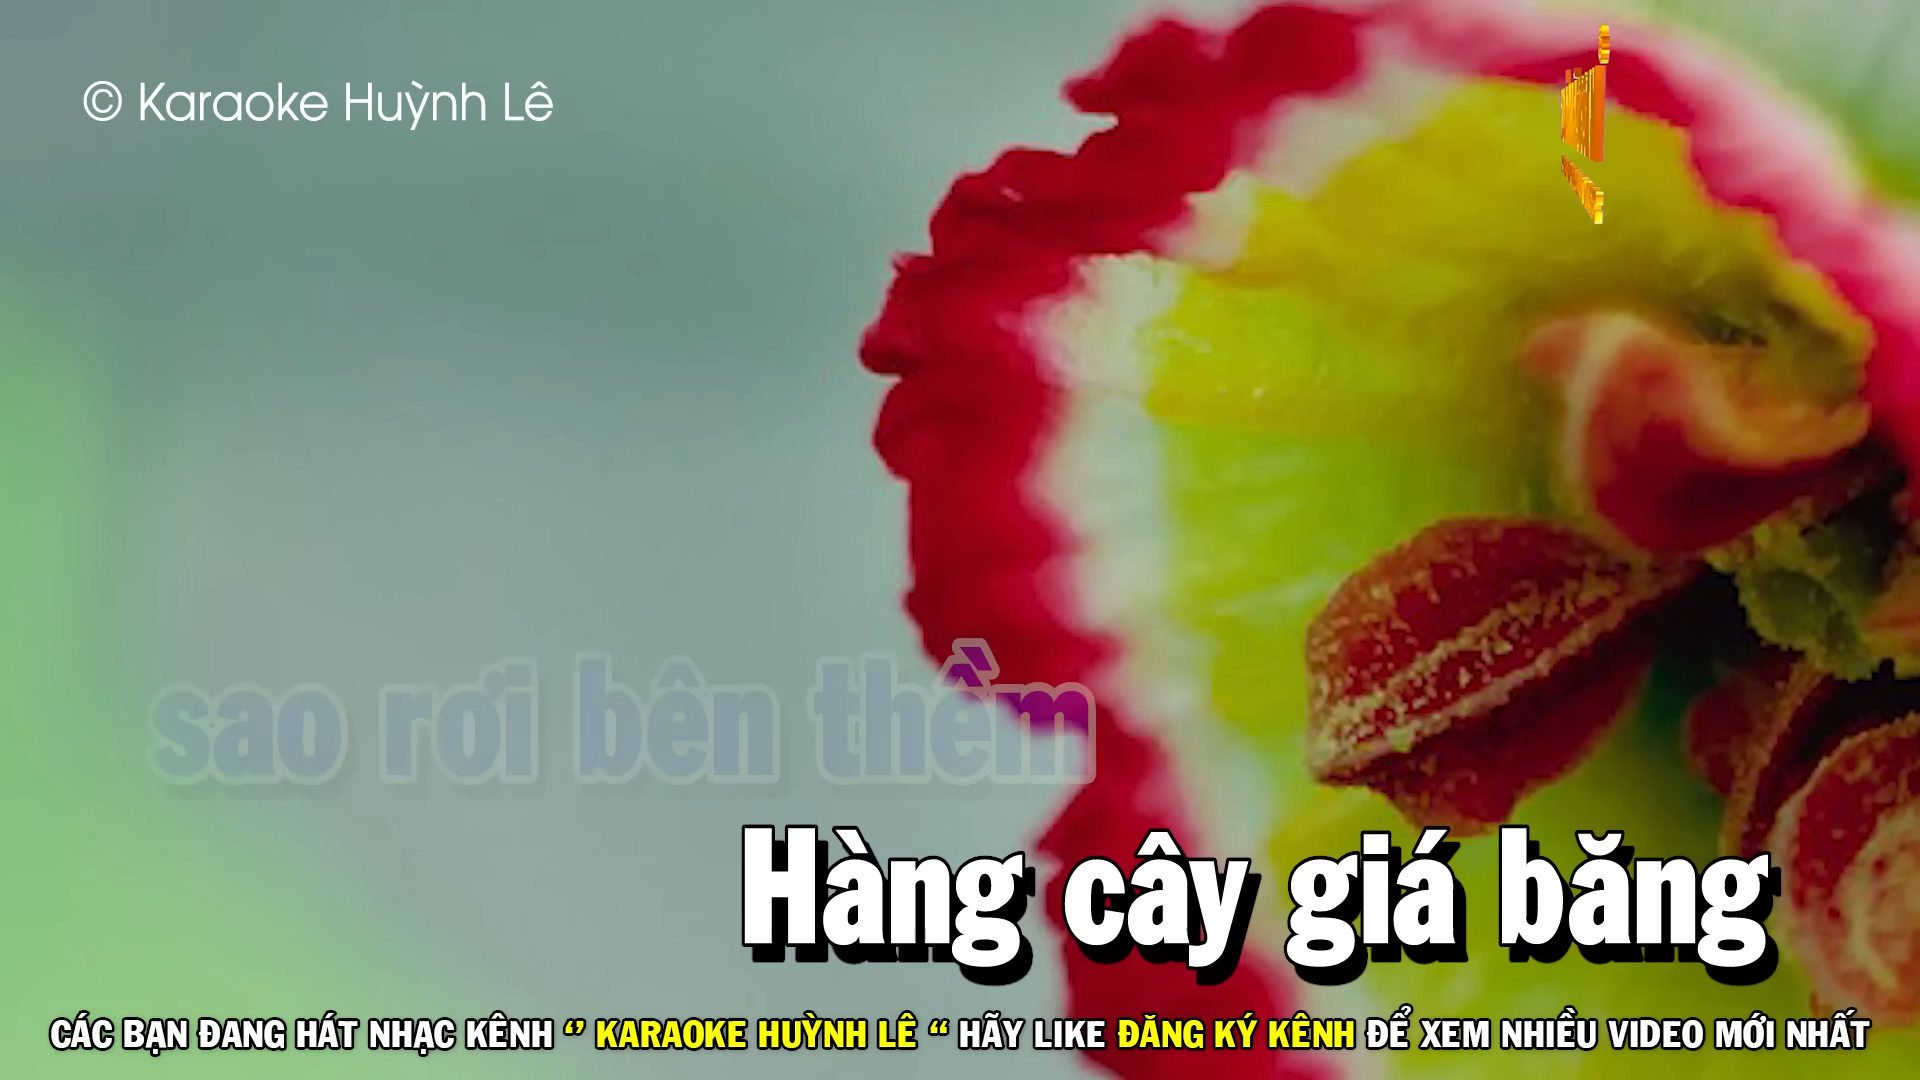 © Karaoke Huỳnh Lê
sao rơi bên thềm
Hàng cây giá băng
CÁC BẠN ĐANG HÁT NHẠC KÊNH ‘’ KARAOKE HUỲNH LÊ “ HÃY LIKE ĐĂNG KÝ KÊNH ĐỂ XEM NHIỀU VIDEO MỚI NHẤT